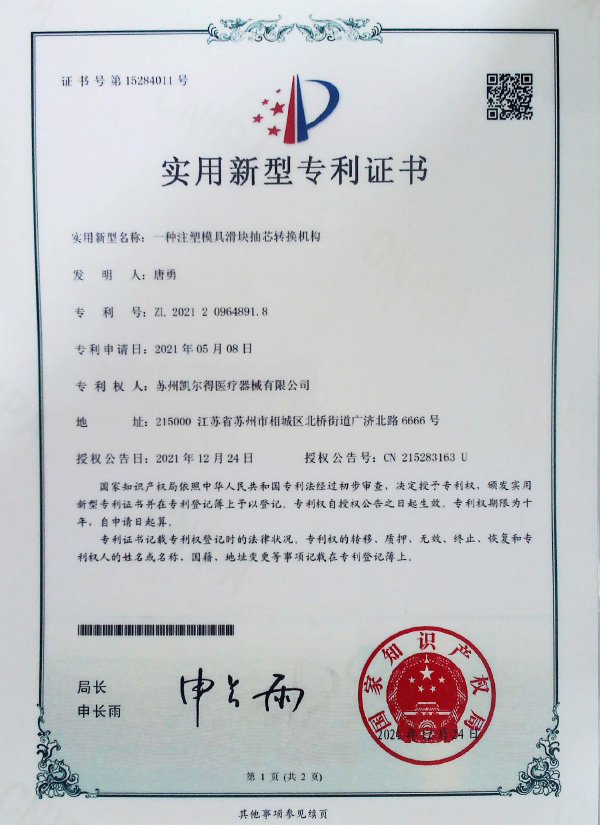 证书号第15284011号
实用新型专利证书
实用新型名称：一种注塑模具滑块抽芯转换机构
发明人：唐勇
专利号：ZL 2021 2 0964891.8
专利申请日：2021年05月08日
专利权人：苏州凯尔得医疗器械有限公司
地址：215000 江苏省苏州市相城区北桥街道广济北路6666号
授权公告日：2021年12月24日 授权公告号：CN 215283163 U
国家知识产权局依照中华人民共和国专利法经过初步审查，决定授予专利权，颁发实用
新型专利证书并在专利登记簿上予以登记。专利权自授权公告之日起生效。专利权期限为十
年，自申请日起算。
专利证书记载专利权登记时的法律状况。专利权的转移、质押、无效、终止、恢复和专
利权人的姓名或名称、国籍、地址变更等事项记载在专利登记簿上。
局长
申长雨
申长雨
国家知识产权局
2021年12月24日
第1页(共2页)
其他事项参见续页